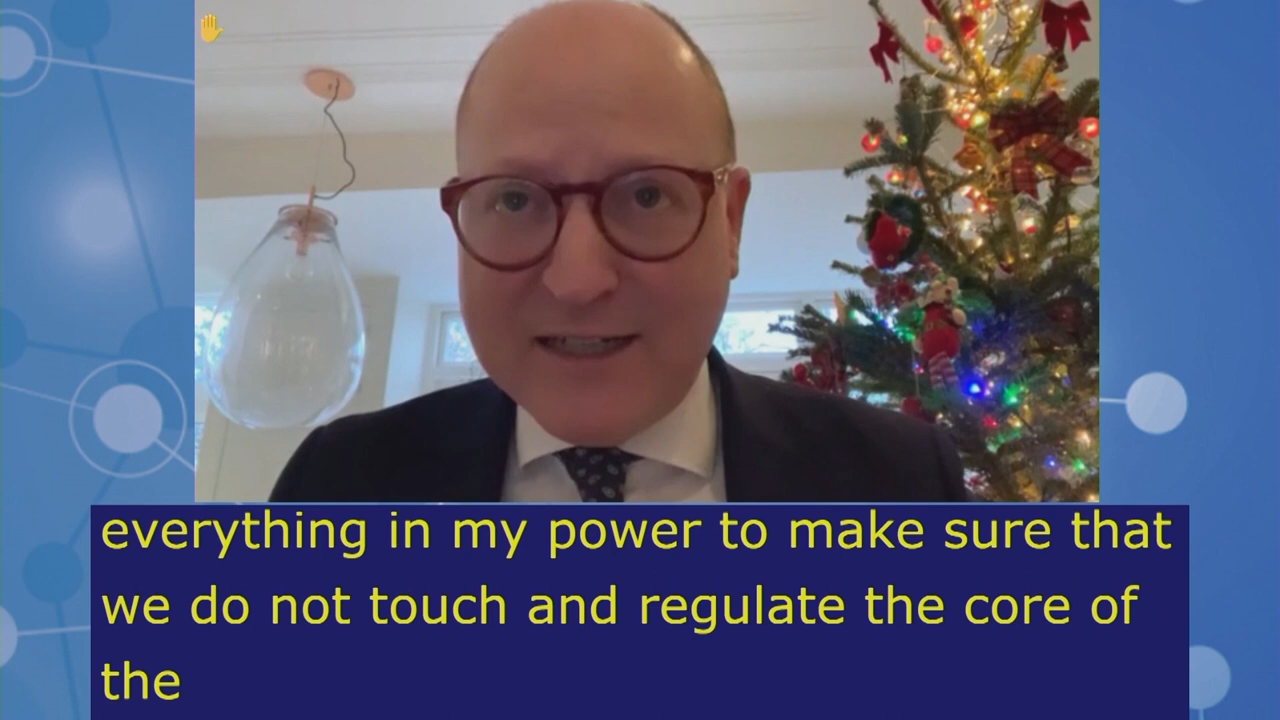 everything in my power to make sure that
we do not touch and regulate the core of
the